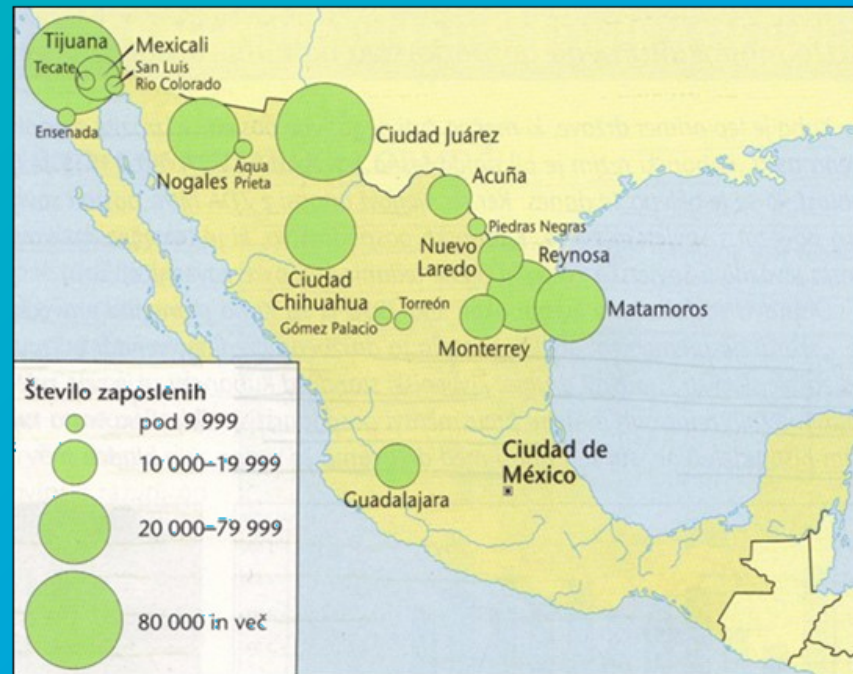 Tijuana
Mexicali
Tecate
San Luis
Rio Colorado
Ensenada
Nogales
Aqua
Prieta
Ciudad Juárez
Acuña
Piedras Negras
Nuevo
Laredo
Reynosa
Ciudad
Chihuahua
Torreón
Gómez Palacio
Matamoros
Monterrey
Guadalajara
Ciudad de
México
Število zaposlenih
pod 9 999
10 000–19 999
20 000–79 999
80 000 in več